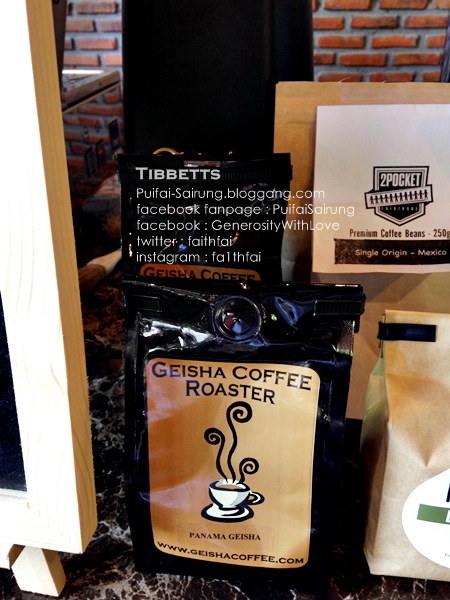 TIBBETTS
Puifai-Sairung.bloggang.com
facebook fanpage : PuifaiSairung
facebook : GenerosityWithLove
twitter : faithfai
instagram : fa1thfai
GEISHA COFFEE
2POCKET
Premium Coffee Beans - 250g
Single Origin - Mexico
GEISHA COFFEE
ROASTER
PANAMA GEISHA
WWW.GEISHACOFFEE.COM